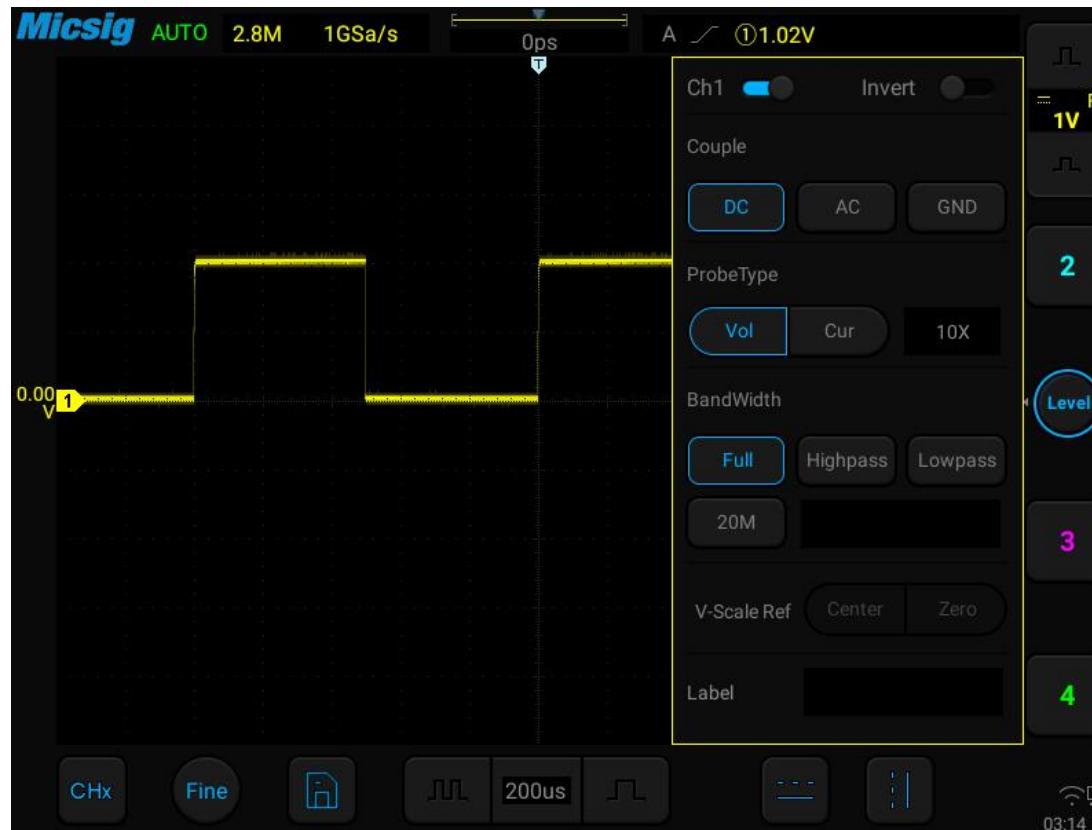 Micsig AUTO 2.8M 1GSa/s 0ps A ①1.02V
T
Ch1 Invert
1V
Couple
DC AC GND
2
ProbeType
Vol Cur 10X
0.00 1
V
BandWidth
Level
Full Highpass Lowpass
20M
3
V-Scale Ref Center Zero
Label
4
CHx Fine 200us
03:14